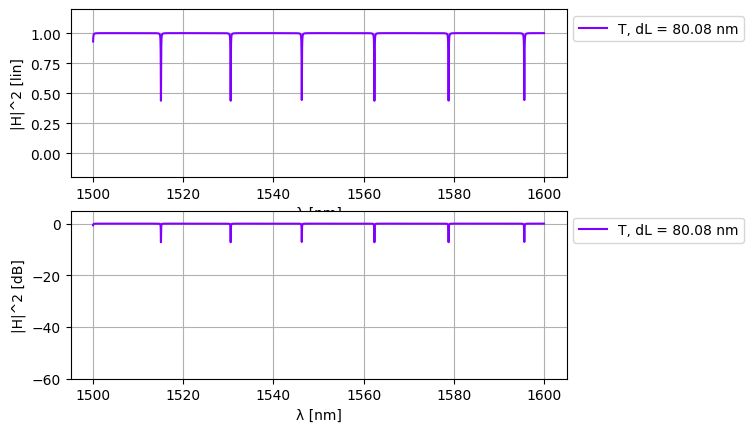 1.00
0.75
0.50
0.25
0.00
|H|^2 [lin]
1500 1520 1540 1560 1580 1600
λ [nm]
T, dL = 80.08 nm
0
−20
−40
−60
|H|^2 [dB]
1500 1520 1540 1560 1580 1600
λ [nm]
T, dL = 80.08 nm